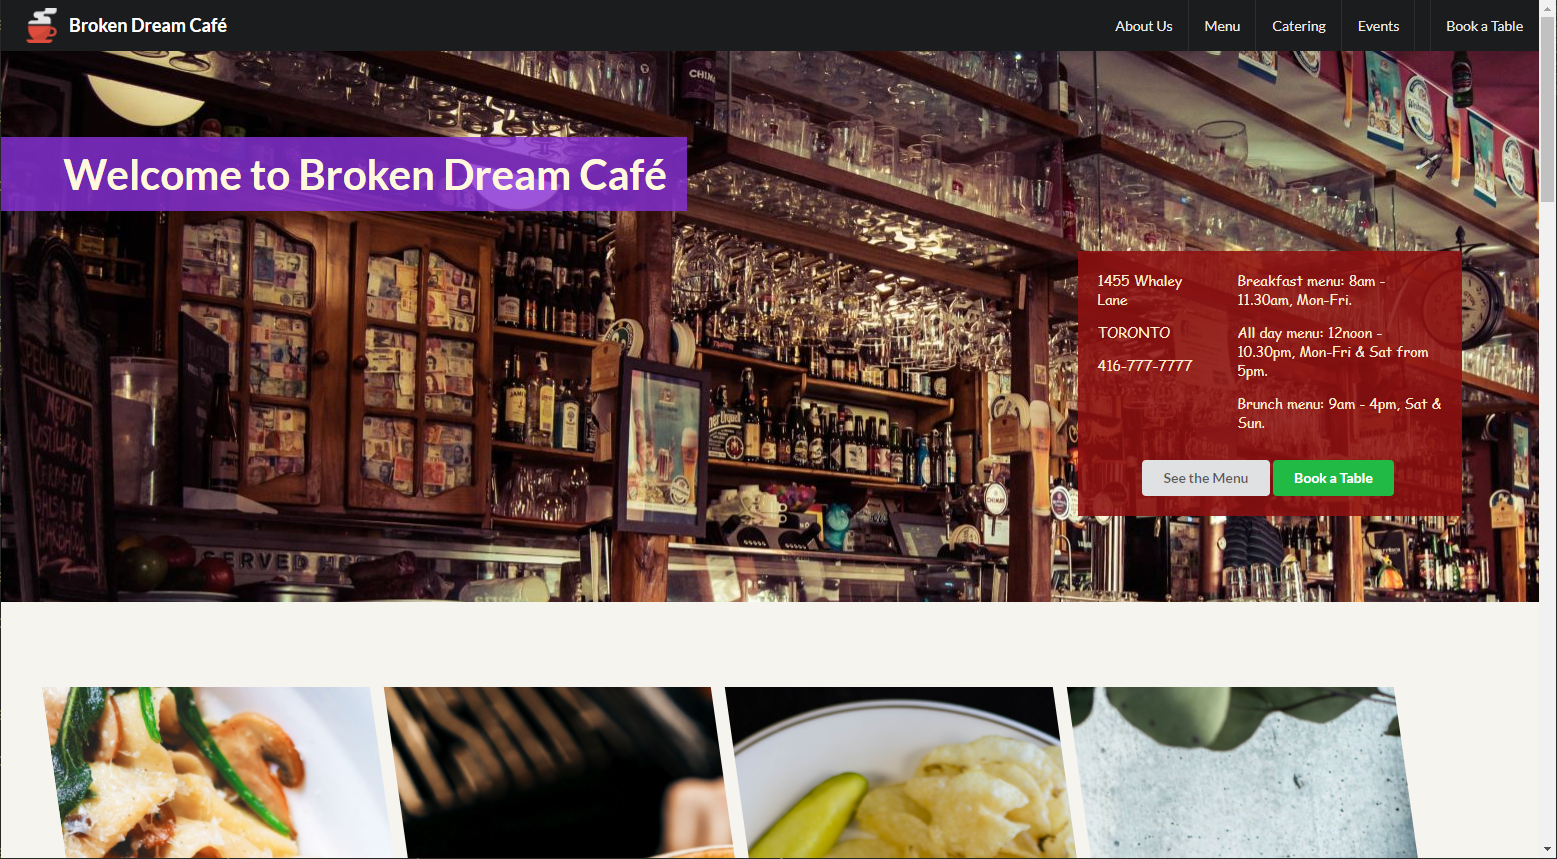 Broken Dream Café
About Us
Menu
Catering
Events
Book a Table
CHIM
Welcome to Broken Dream Café
1455 Whaley
Lane
TORONTO
416-777-7777
Breakfast menu: 8am -
11.30am, Mon-Fri.
All day menu: 12noon -
10.30pm, Mon-Fri & Sat from
5pm.
Brunch menu: 9am - 4pm, Sat &
Sun.
See the Menu
Book a Table
CHIMAY